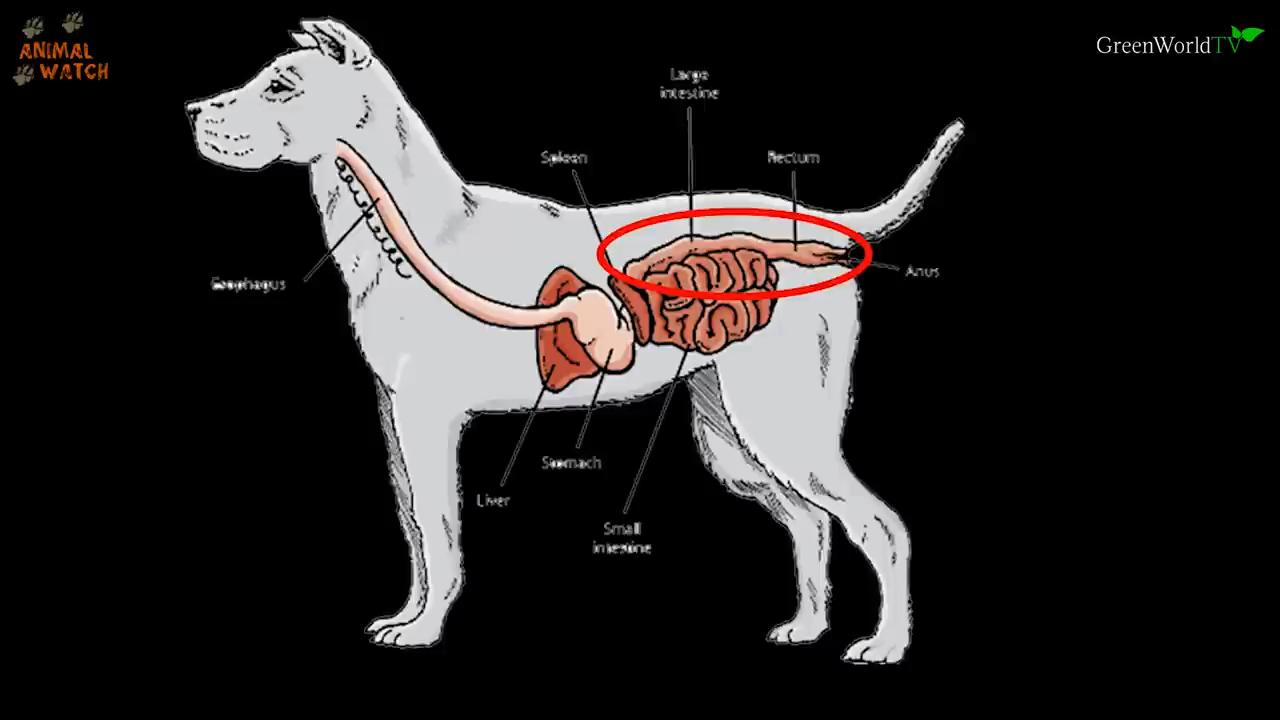 ANIMAL
WATCH
GreenWorldTV
Large
intestine
Spleen
Rectum
Anus
Esophagus
Stomach
Liver
Small
intestine